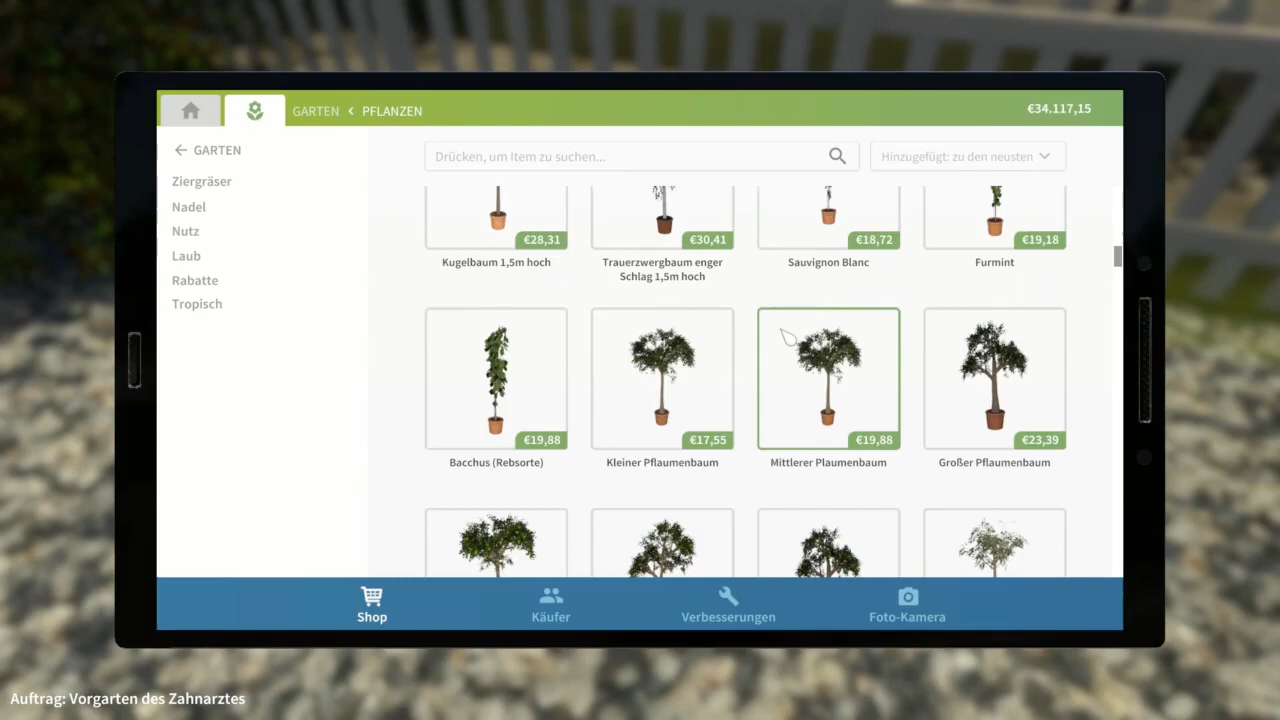 GARTEN < PFLANZEN
€34.117,15
← GARTEN
Ziergräser
Nadel
Nutz
Laub
Rabatte
Tropisch
Drücken, um Item zu suchen...
Hinzugefügt: zu den neusten
€28,31
€30,41
€18,72
€19,18
Kugelbaum 1,5m hoch
Trauerzwergbaum enger
Schlag 1,5m hoch
Sauvignon Blanc
Furmint
€19,88
€17,55
€19,88
€23,39
Bacchus (Rebsorte)
Kleiner Pflaumenbaum
Mittlerer Plaumenbaum
Großer Pflaumenbaum
Shop
Käufer
Verbesserungen
Foto-Kamera
Auftrag: Vorgarten des Zahnarztes